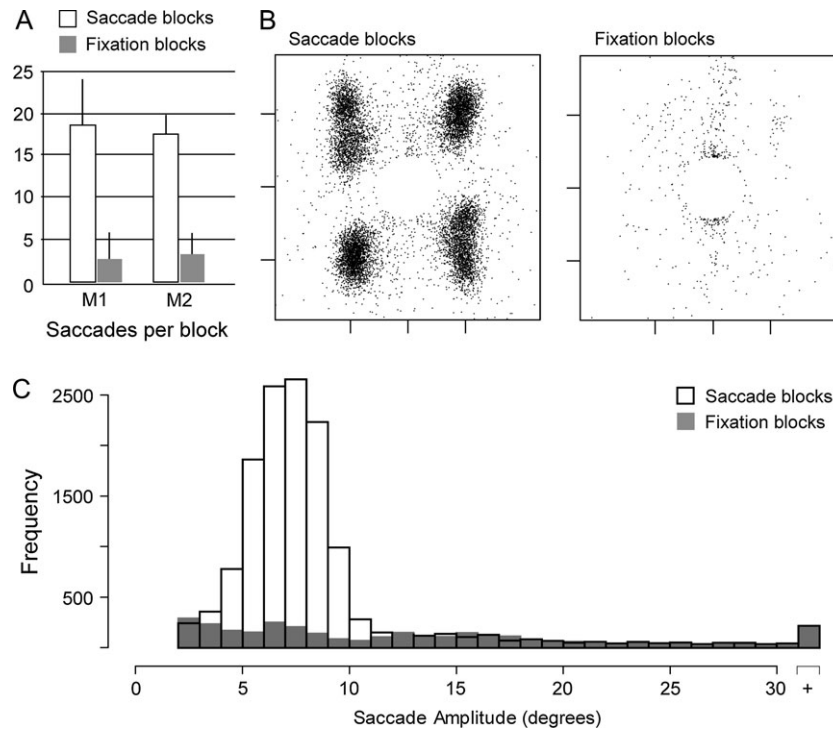 A
Saccade blocks
Fixation blocks
25
20
15
10
5
0
M1 M2
Saccades per block
B
Saccade blocks
Fixation blocks
C
Saccade blocks
Fixation blocks
2500
1500
500
Frequency
0 5 10 15 20 25 30 +
Saccade Amplitude (degrees)